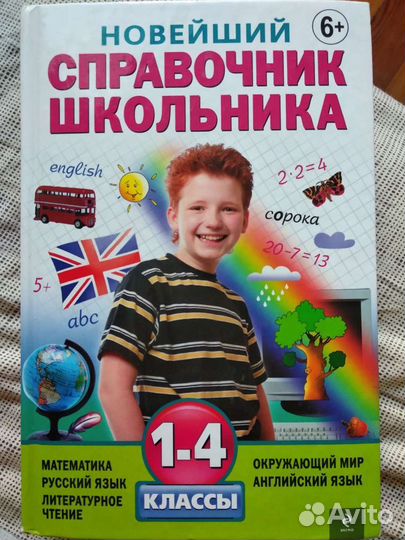 НОВЕЙШИЙ
6+
СПРАВОЧНИК
ШКОЛЬНИКА
english
2·2=4
сорока
20-7=13
5+
abc
1-4
КЛАССЫ
МАТЕМАТИКА
РУССКИЙ ЯЗЫК
ЛИТЕРАТУРНОЕ
ЧТЕНИЕ
ОКРУЖАЮЩИЙ МИР
АНГЛИЙСКИЙ ЯЗЫК
Avito